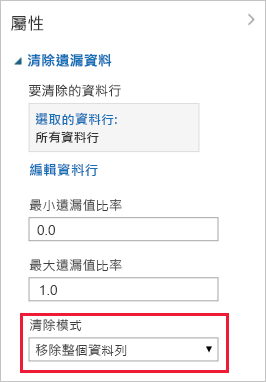 屬性
清除遺漏資料
要清除的資料行
選取的資料行:
所有資料行
編輯資料行
最小遺漏值比率
0.0
最大遺漏值比率
1.0
清除模式
移除整個資料列